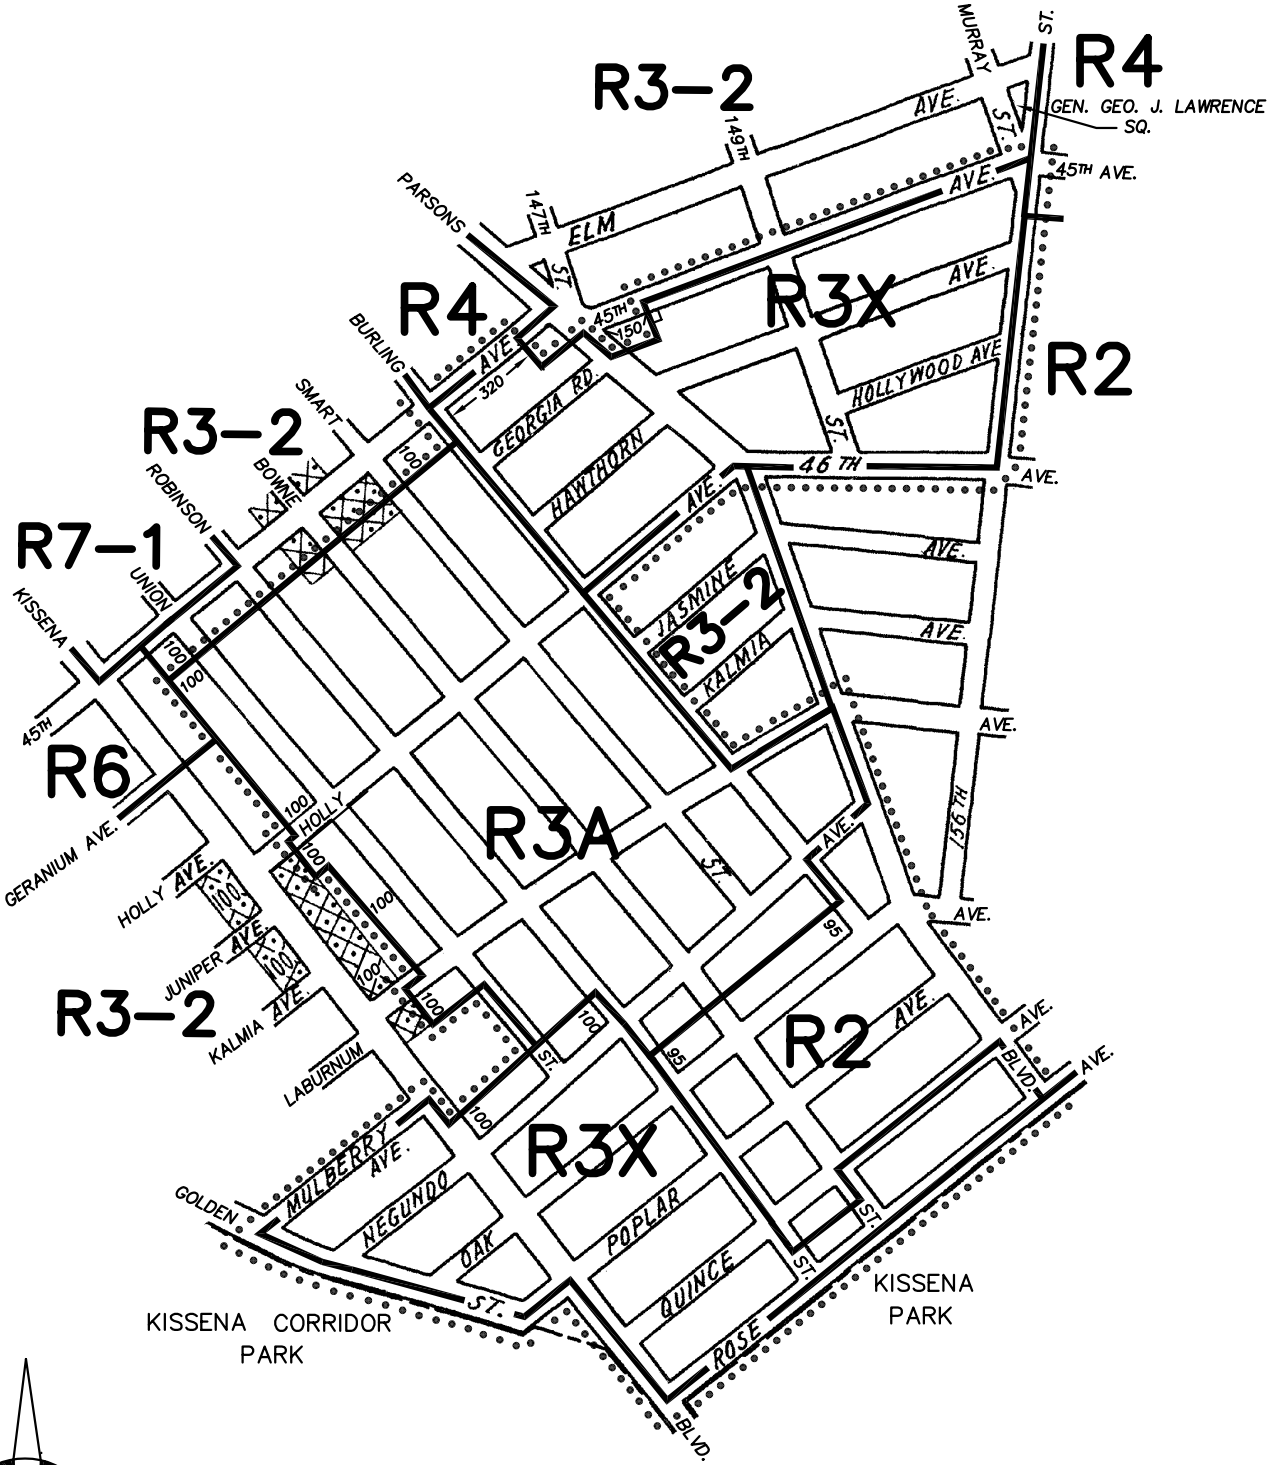 MURRAY
ST.
R4
R3-2
AVE.
GEN. GEO. J. LAWRENCE
SQ.
ST.
149TH
45TH AVE.
PARSONS
147TH
AVE.
ELM
ST.
AVE.
R4
45TH
150'
R3X
BURLING
AVE.
R2
HOLLYWOOD AVE
320
SMART
GEORGIA RD.
R3-2
ST.
100
HAWTHORN
46 TH
AVE.
BOWNE
ROBINSON
AVE.
R7-1
AVE.
UNION
JASMINE
KISSENA
R3-2
AVE.
100
100
KALMIA
45TH
AVE.
R6
100
HOLLY
R3A
156TH
AVE.
GERANIUM AVE.
100
ST.
HOLLY AVE.
100
100
AVE.
95
JUNIPER AVE.
100
100
KALMIA AVE.
100
R3-2
AVE.
AVE.
100
R2
LABURNUM
ST.
95
BLVD.
AVE.
100
MULBERRY
AVE.
R3X
GOLDEN
NEGUNDO
POPLAR
ST.
OAK
ST.
QUINCE
KISSENA
PARK
ST.
KISSENA CORRIDOR
PARK
ROSE
BLVD.